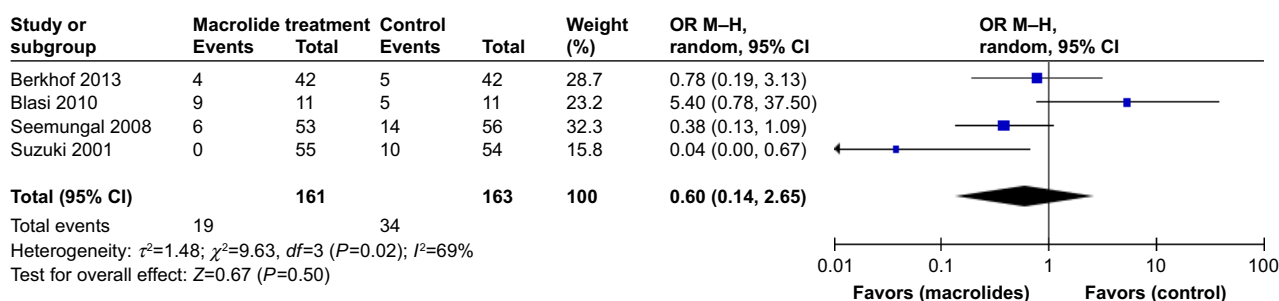 Study or subgroup Macrolide treatment Control Weight (%) OR M–H, random, 95% CI OR M–H, random, 95% CI
Events Total Events Total
Berkhof 2013 4 42 5 42 28.7 0.78 (0.19, 3.13)
Blasi 2010 9 11 5 11 23.2 5.40 (0.78, 37.50)
Seemungal 2008 6 53 14 56 32.3 0.38 (0.13, 1.09)
Suzuki 2001 0 55 10 54 15.8 0.04 (0.00, 0.67)
Total (95% CI) 161 163 100 0.60 (0.14, 2.65)
Total events 19 34
Heterogeneity: τ²=1.48; χ²=9.63, df=3 (P=0.02); I²=69%
Test for overall effect: Z=0.67 (P=0.50)
0.01 0.1 1 10 100
Favors (macrolides) Favors (control)